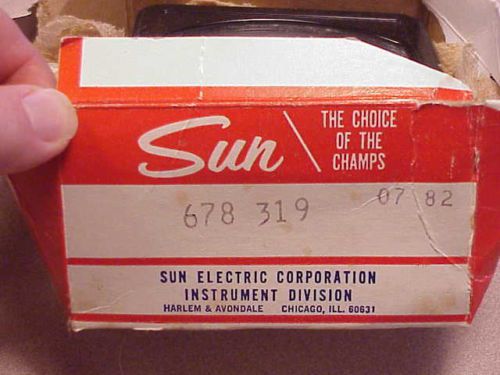 Sun
THE CHOICE
OF THE
CHAMPS
678 319
07 82
SUN ELECTRIC CORPORATION
INSTRUMENT DIVISION
HARLEM & AVONDALE CHICAGO, ILL. 60631